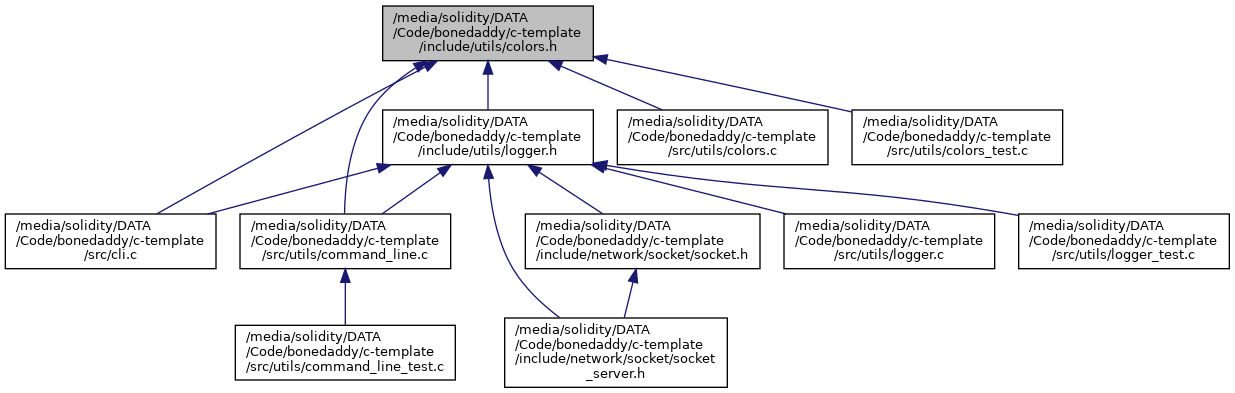 /media/solidity/DATA
/Code/bonedaddy/c-template
/include/utils/colors.h
/media/solidity/DATA
/Code/bonedaddy/c-template
/include/utils/logger.h
/media/solidity/DATA
/Code/bonedaddy/c-template
/src/utils/colors.c
/media/solidity/DATA
/Code/bonedaddy/c-template
/src/utils/colors_test.c
/media/solidity/DATA
/Code/bonedaddy/c-template
/src/cli.c
/media/solidity/DATA
/Code/bonedaddy/c-template
/src/utils/command_line.c
/media/solidity/DATA
/Code/bonedaddy/c-template
/include/network/socket/socket.h
/media/solidity/DATA
/Code/bonedaddy/c-template
/src/utils/logger.c
/media/solidity/DATA
/Code/bonedaddy/c-template
/src/utils/logger_test.c
/media/solidity/DATA
/Code/bonedaddy/c-template
/src/utils/command_line_test.c
/media/solidity/DATA
/Code/bonedaddy/c-template
/include/network/socket/socket
_server.h